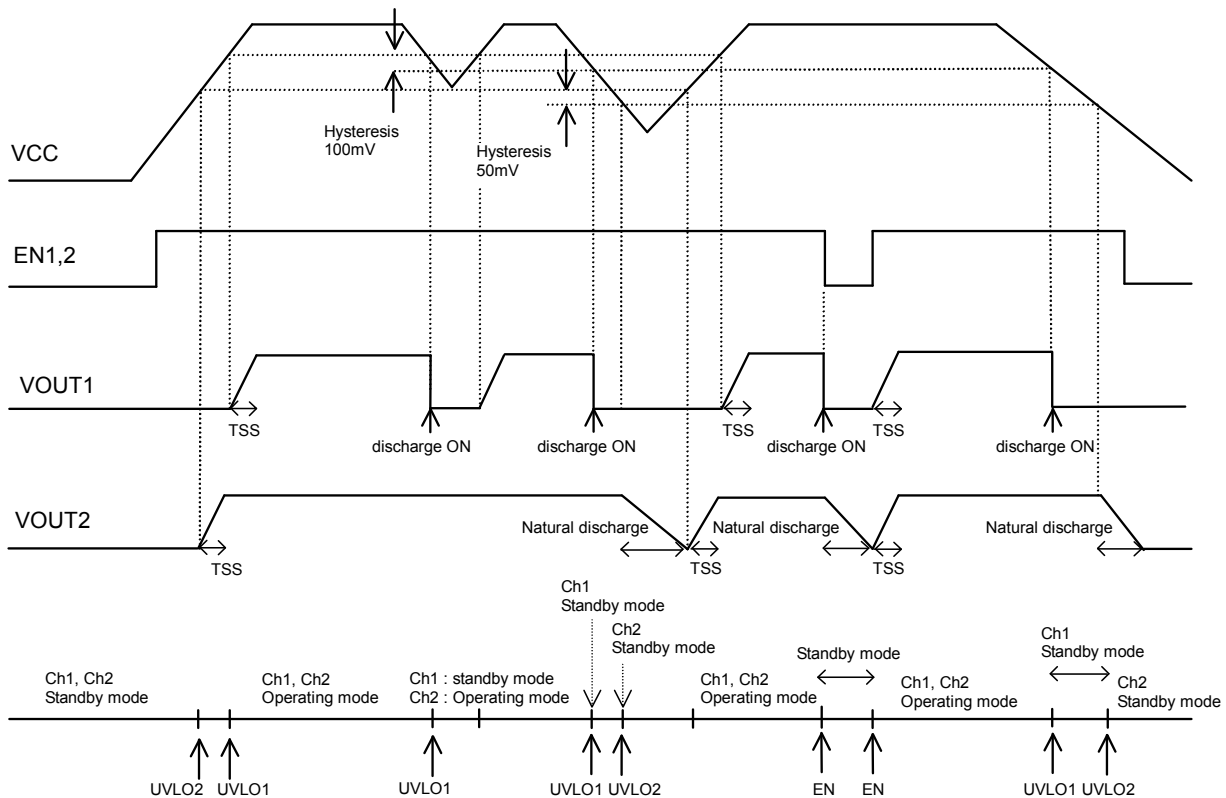 Hysteresis
100mV
Hysteresis
50mV
VCC
EN1,2
VOUT1
TSS
discharge ON
discharge ON
TSS
discharge ON
TSS
discharge ON
VOUT2
TSS
Natural discharge
TSS
Natural discharge
TSS
Natural discharge
Ch1
Standby mode
Ch2
Standby mode
Ch1, Ch2
Standby mode
Ch1, Ch2
Operating mode
Ch1 : standby mode
Ch2 : Operating mode
Ch1, Ch2
Operating mode
Standby mode
Ch1, Ch2
Operating mode
Ch1
Standby mode
Ch2
Standby mode
UVLO2 UVLO1 UVLO1 UVLO1 UVLO2 EN EN UVLO1 UVLO2